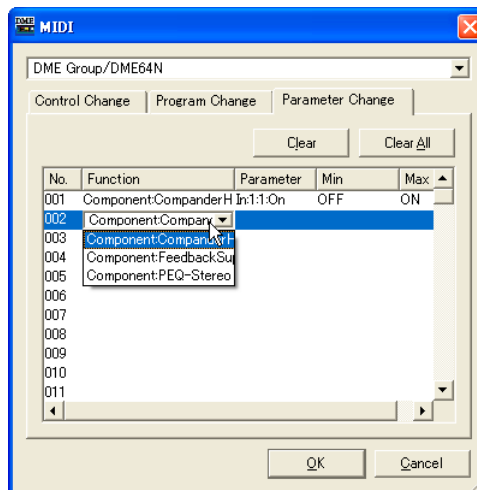 DME MIDI
DME Group/DME64N
Control Change Program Change Parameter Change
Clear Clear All
No. Function Parameter Min Max
001 Component:CompanderH In:1:1:On OFF ON
002 Component:Compan
003 Component:CompanderH
004 Component:FeedbackSu
005 Component:PEQ-Stereo
006
007
008
009
010
011
OK Cancel